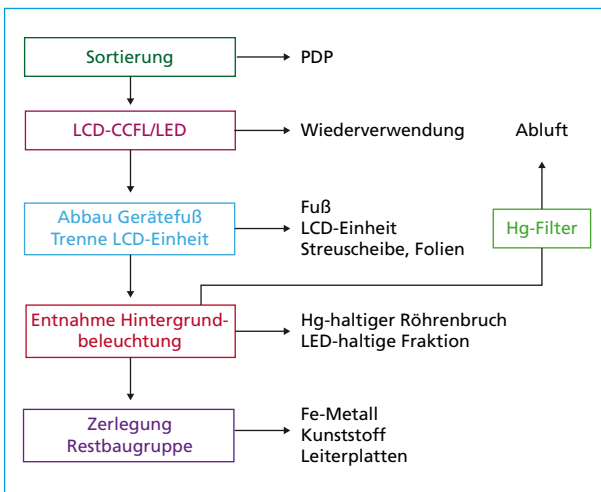 Sortierung
PDP
LCD-CCFL/LED
Wiederverwendung
Abluft
Abbau Gerätefuß
Trenne LCD-Einheit
Fuß
LCD-Einheit
Streuscheibe, Folien
Hg-Filter
Entnahme Hintergrund-
beleuchtung
Hg-haltiger Röhrenbruch
LED-haltige Fraktion
Zerlegung
Restbaugruppe
Fe-Metall
Kunststoff
Leiterplatten